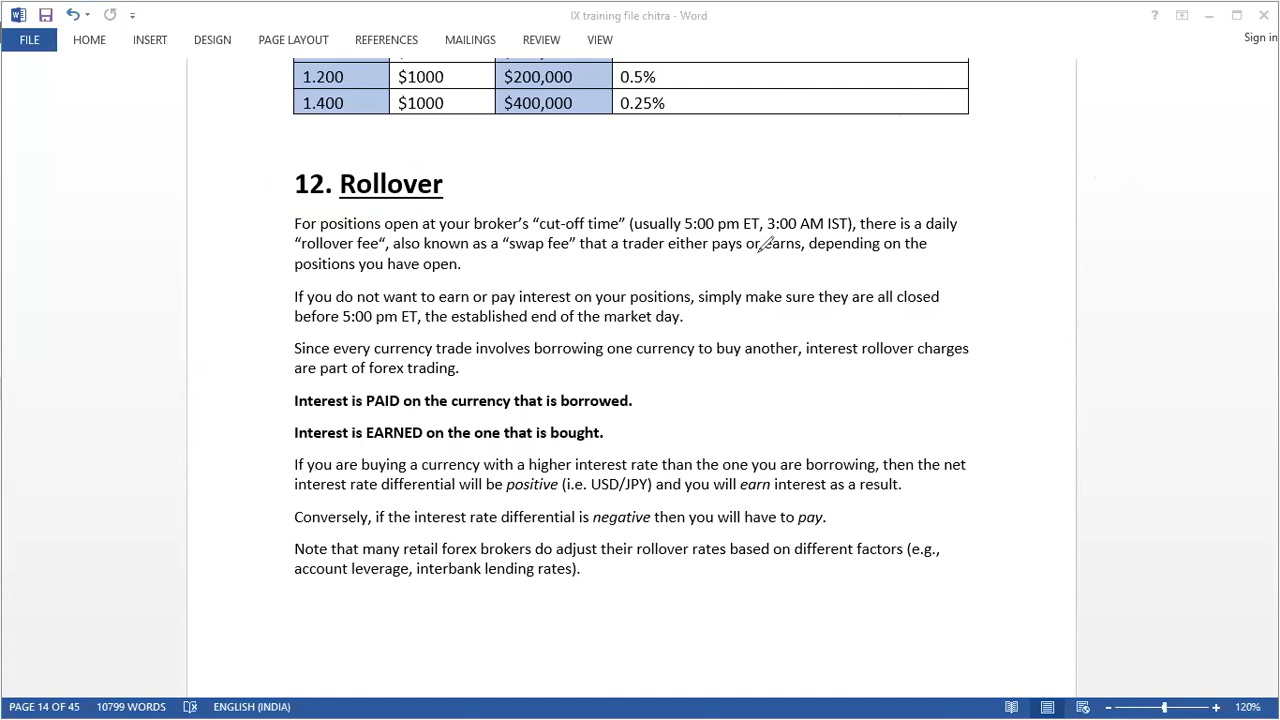 IX training file chitra - Word
?
Sign in
FILE HOME INSERT DESIGN PAGE LAYOUT REFERENCES MAILINGS REVIEW VIEW
1.200 $1000 $200,000 0.5%
1.400 $1000 $400,000 0.25%
12. Rollover
For positions open at your broker’s “cut-off time” (usually 5:00 pm ET, 3:00 AM IST), there is a daily
“rollover fee“, also known as a “swap fee” that a trader either pays or earns, depending on the
positions you have open.
If you do not want to earn or pay interest on your positions, simply make sure they are all closed
before 5:00 pm ET, the established end of the market day.
Since every currency trade involves borrowing one currency to buy another, interest rollover charges
are part of forex trading.
Interest is PAID on the currency that is borrowed.
Interest is EARNED on the one that is bought.
If you are buying a currency with a higher interest rate than the one you are borrowing, then the net
interest rate differential will be positive (i.e. USD/JPY) and you will earn interest as a result.
Conversely, if the interest rate differential is negative then you will have to pay.
Note that many retail forex brokers do adjust their rollover rates based on different factors (e.g.,
account leverage, interbank lending rates).
PAGE 14 OF 45 10799 WORDS ENGLISH (INDIA) 120%